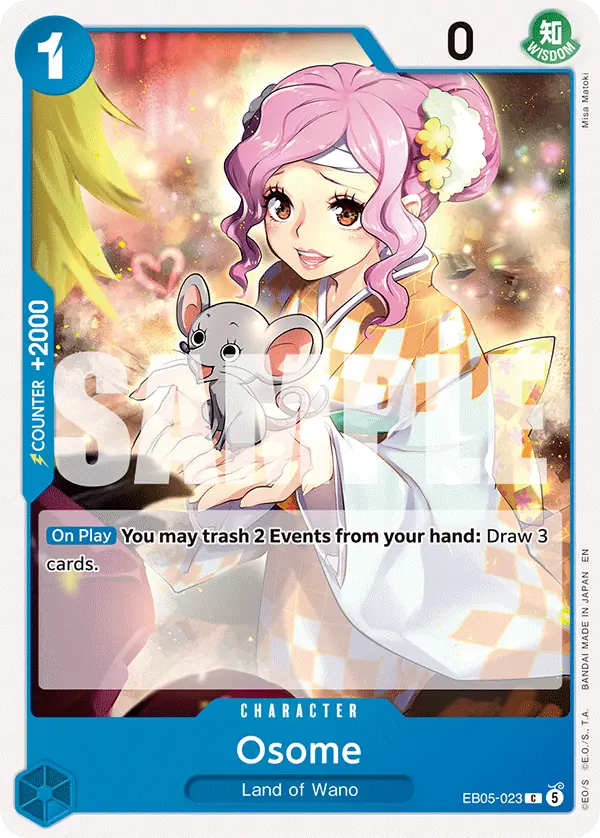 1
0
知
WISDOM
Misa Matoki
COUNTER +2000
SAMPLE
On Play You may trash 2 Events from your hand: Draw 3
cards.
CHARACTER
Osome
Land of Wano
EB05-023 C 5
©EO/S ©E.O./S., T.A. BANDAI MADE IN JAPAN EN